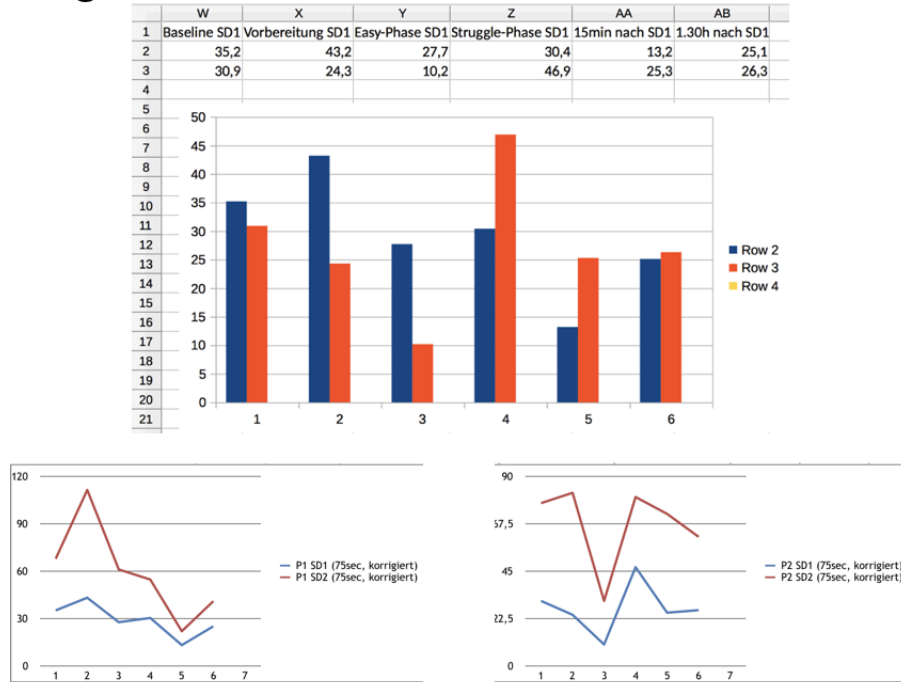 W X Y Z AA AB
1 Baseline SD1 Vorbereitung SD1 Easy-Phase SD1 Struggle-Phase SD1 15min nach SD1 1.30h nach SD1
2 35,2 43,2 27,7 30,4 13,2 25,1
3 30,9 24,3 10,2 46,9 25,3 26,3
4
5
6
7
8
9
10
11
12
13
14
15
16
17
18
19
20
21
50
45
40
35
30
25
20
15
10
5
0
1 2 3 4 5 6
Row 2
Row 3
Row 4
120
90
60
30
0
1 2 3 4 5 6 7
P1 SD1 (75sec, korrigiert)
P1 SD2 (75sec, korrigiert)
90
67,5
45
22,5
0
1 2 3 4 5 6 7
P2 SD1 (75sec, korrigiert)
P2 SD2 (75sec, korrigiert)